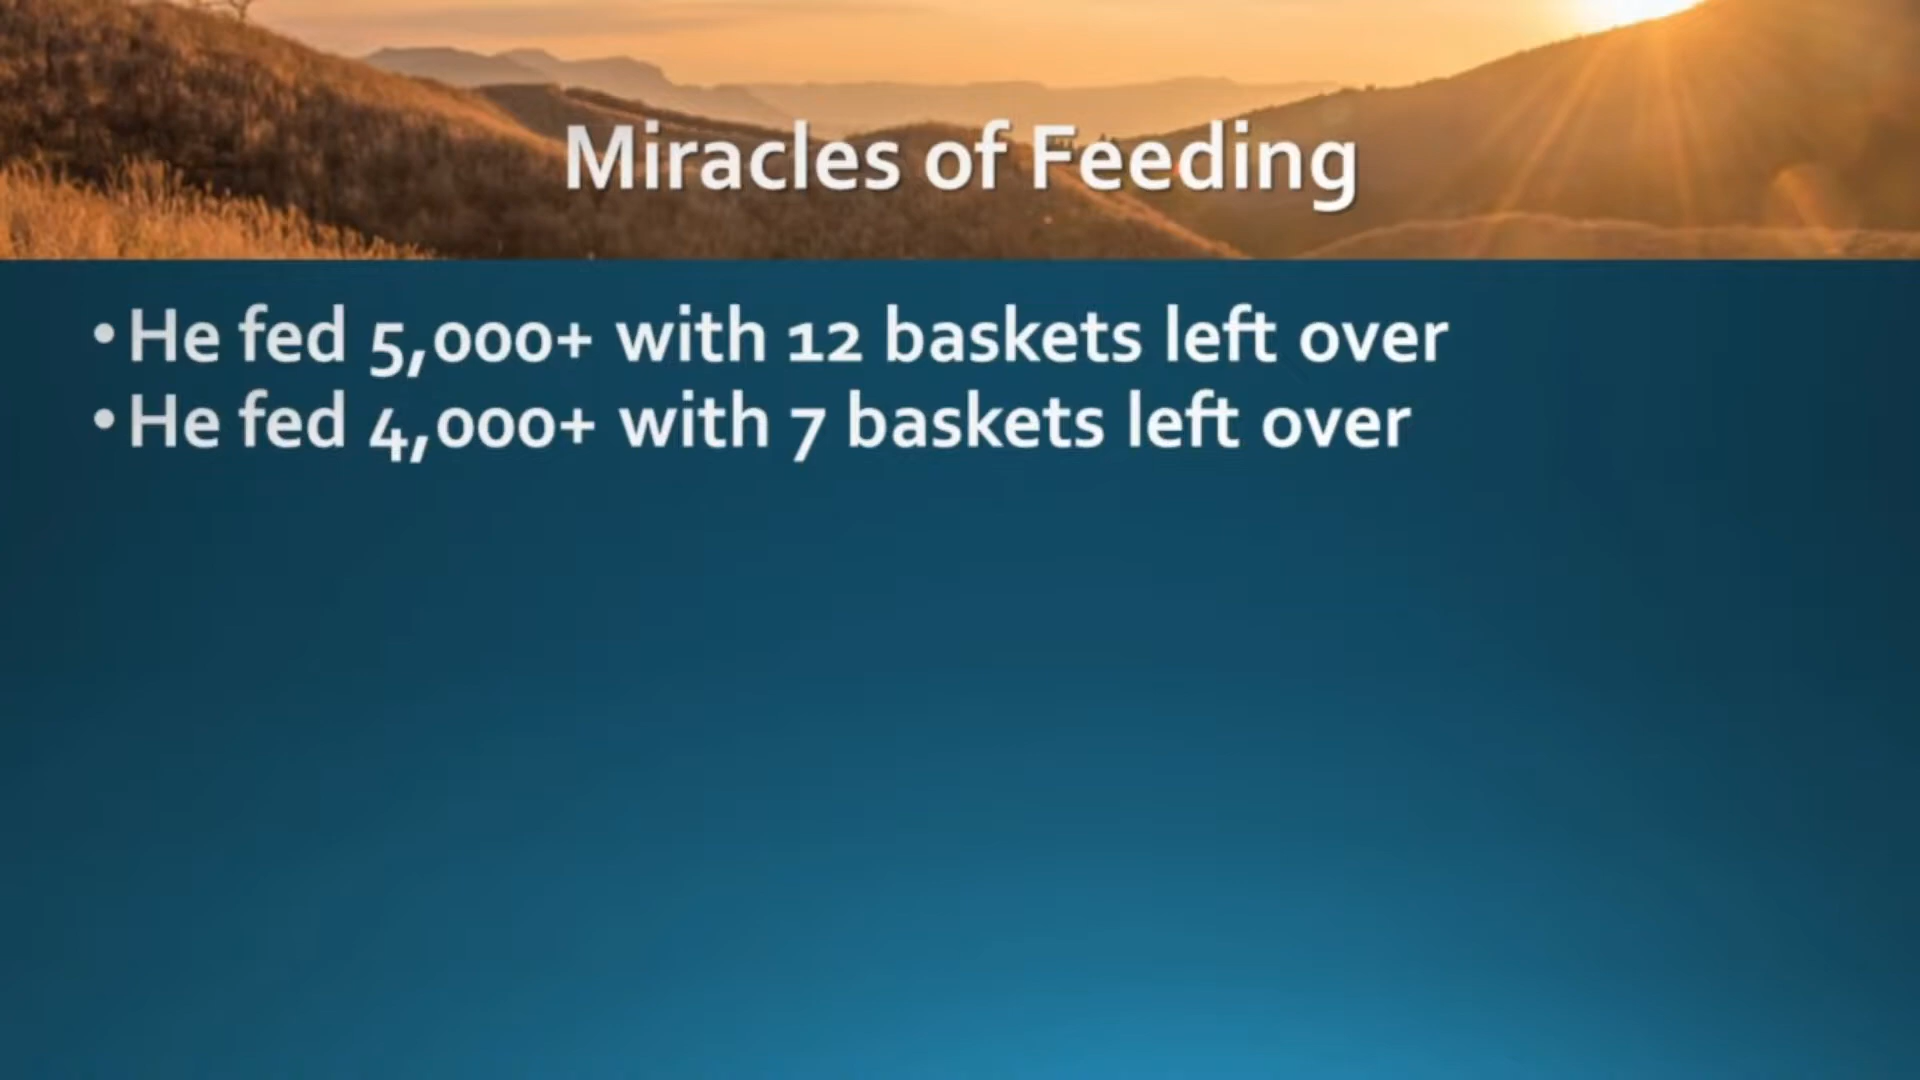 Miracles of Feeding
•He fed 5,000+ with 12 baskets left over
•He fed 4,000+ with 7 baskets left over